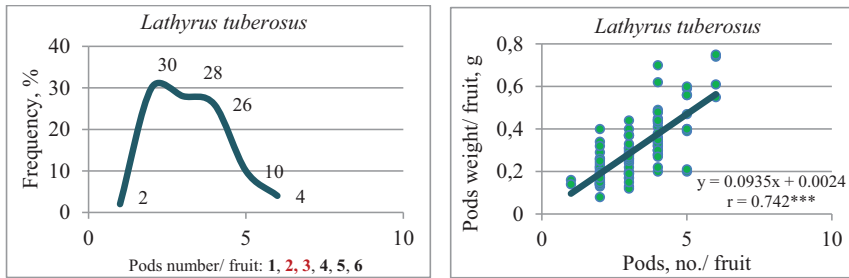 Lathyrus tuberosus
Frequency, %
40
30
20
10
0
30
28
26
10
4
2
0
5
10
Pods number/ fruit: 1, 2, 3, 4, 5, 6
Lathyrus tuberosus
Pods weight/ fruit, g
0,8
0,6
0,4
0,2
0
y = 0.0935x + 0.0024
r = 0.742***
0
5
10
Pods, no./ fruit